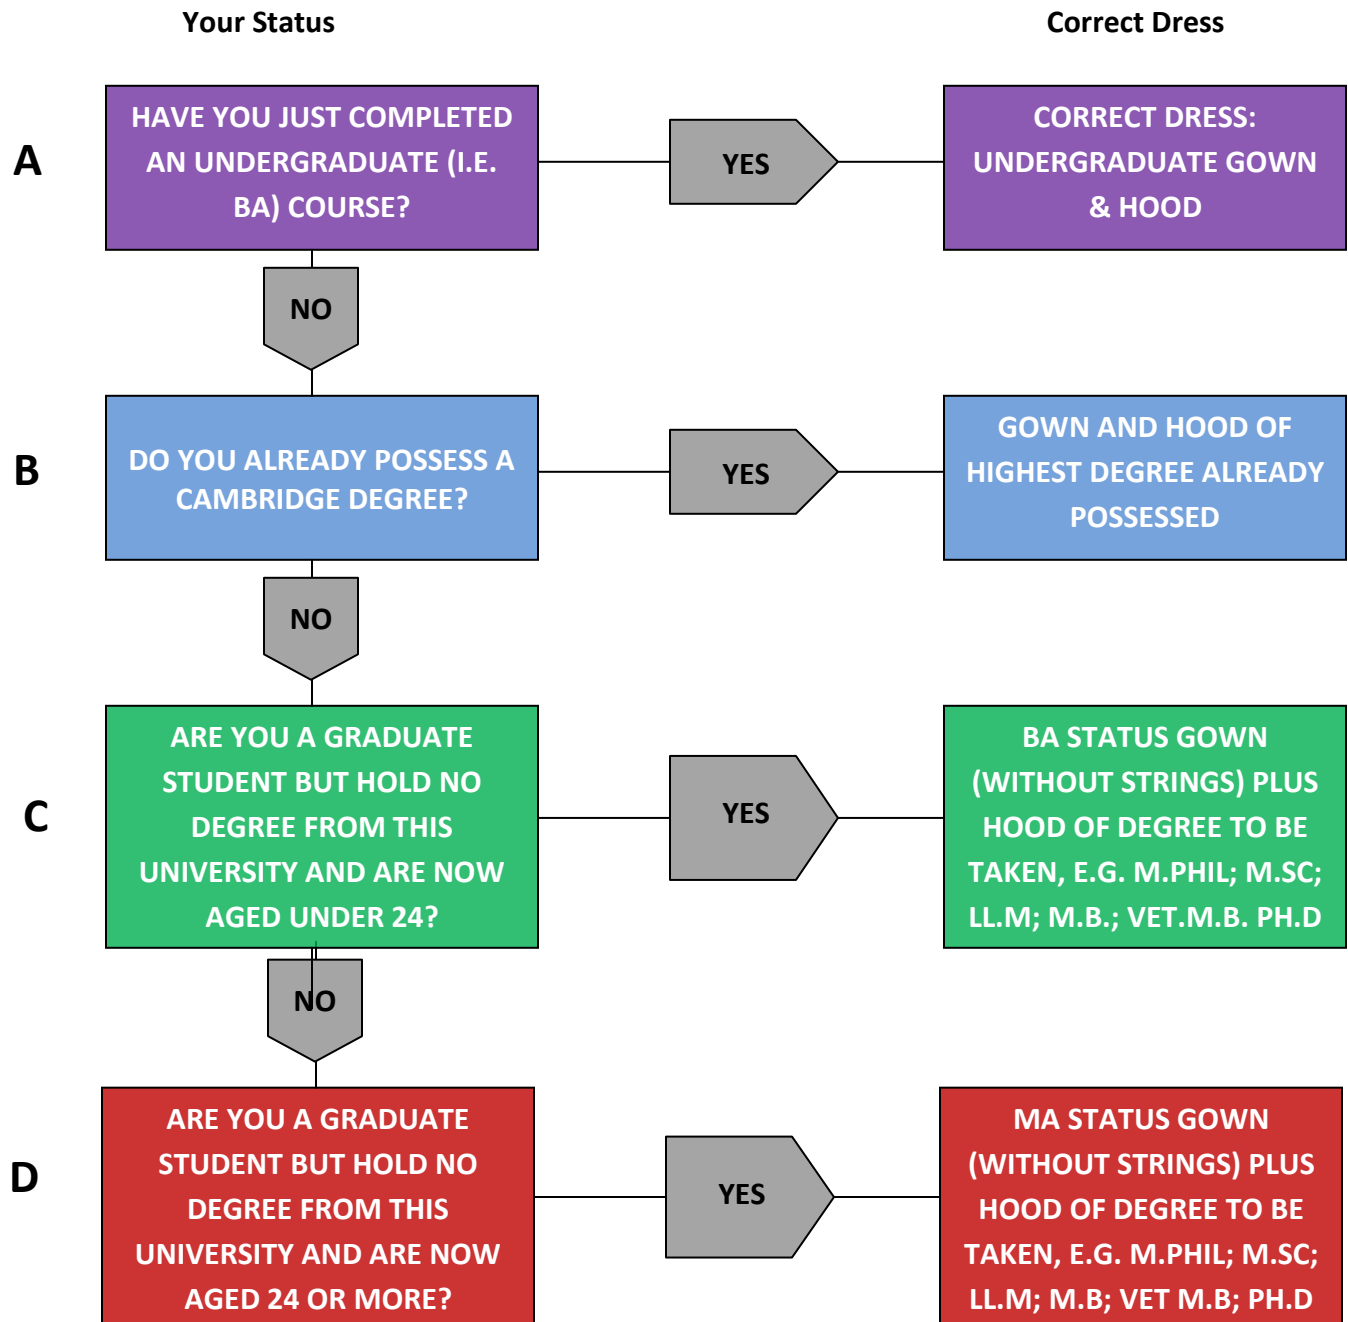 Your Status
Correct Dress
A
HAVE YOU JUST COMPLETED
AN UNDERGRADUATE (I.E.
BA) COURSE?
YES
CORRECT DRESS:
UNDERGRADUATE GOWN
& HOOD
NO
B
DO YOU ALREADY POSSESS A
CAMBRIDGE DEGREE?
YES
GOWN AND HOOD OF
HIGHEST DEGREE ALREADY
POSSESSED
NO
C
ARE YOU A GRADUATE
STUDENT BUT HOLD NO
DEGREE FROM THIS
UNIVERSITY AND ARE NOW
AGED UNDER 24?
YES
BA STATUS GOWN
(WITHOUT STRINGS) PLUS
HOOD OF DEGREE TO BE
TAKEN, E.G. M.PHIL; M.SC;
LL.M; M.B.; VET.M.B. PH.D
NO
D
ARE YOU A GRADUATE
STUDENT BUT HOLD NO
DEGREE FROM THIS
UNIVERSITY AND ARE NOW
AGED 24 OR MORE?
YES
MA STATUS GOWN
(WITHOUT STRINGS) PLUS
HOOD OF DEGREE TO BE
TAKEN, E.G. M.PHIL; M.SC;
LL.M; M.B; VET M.B; PH.D